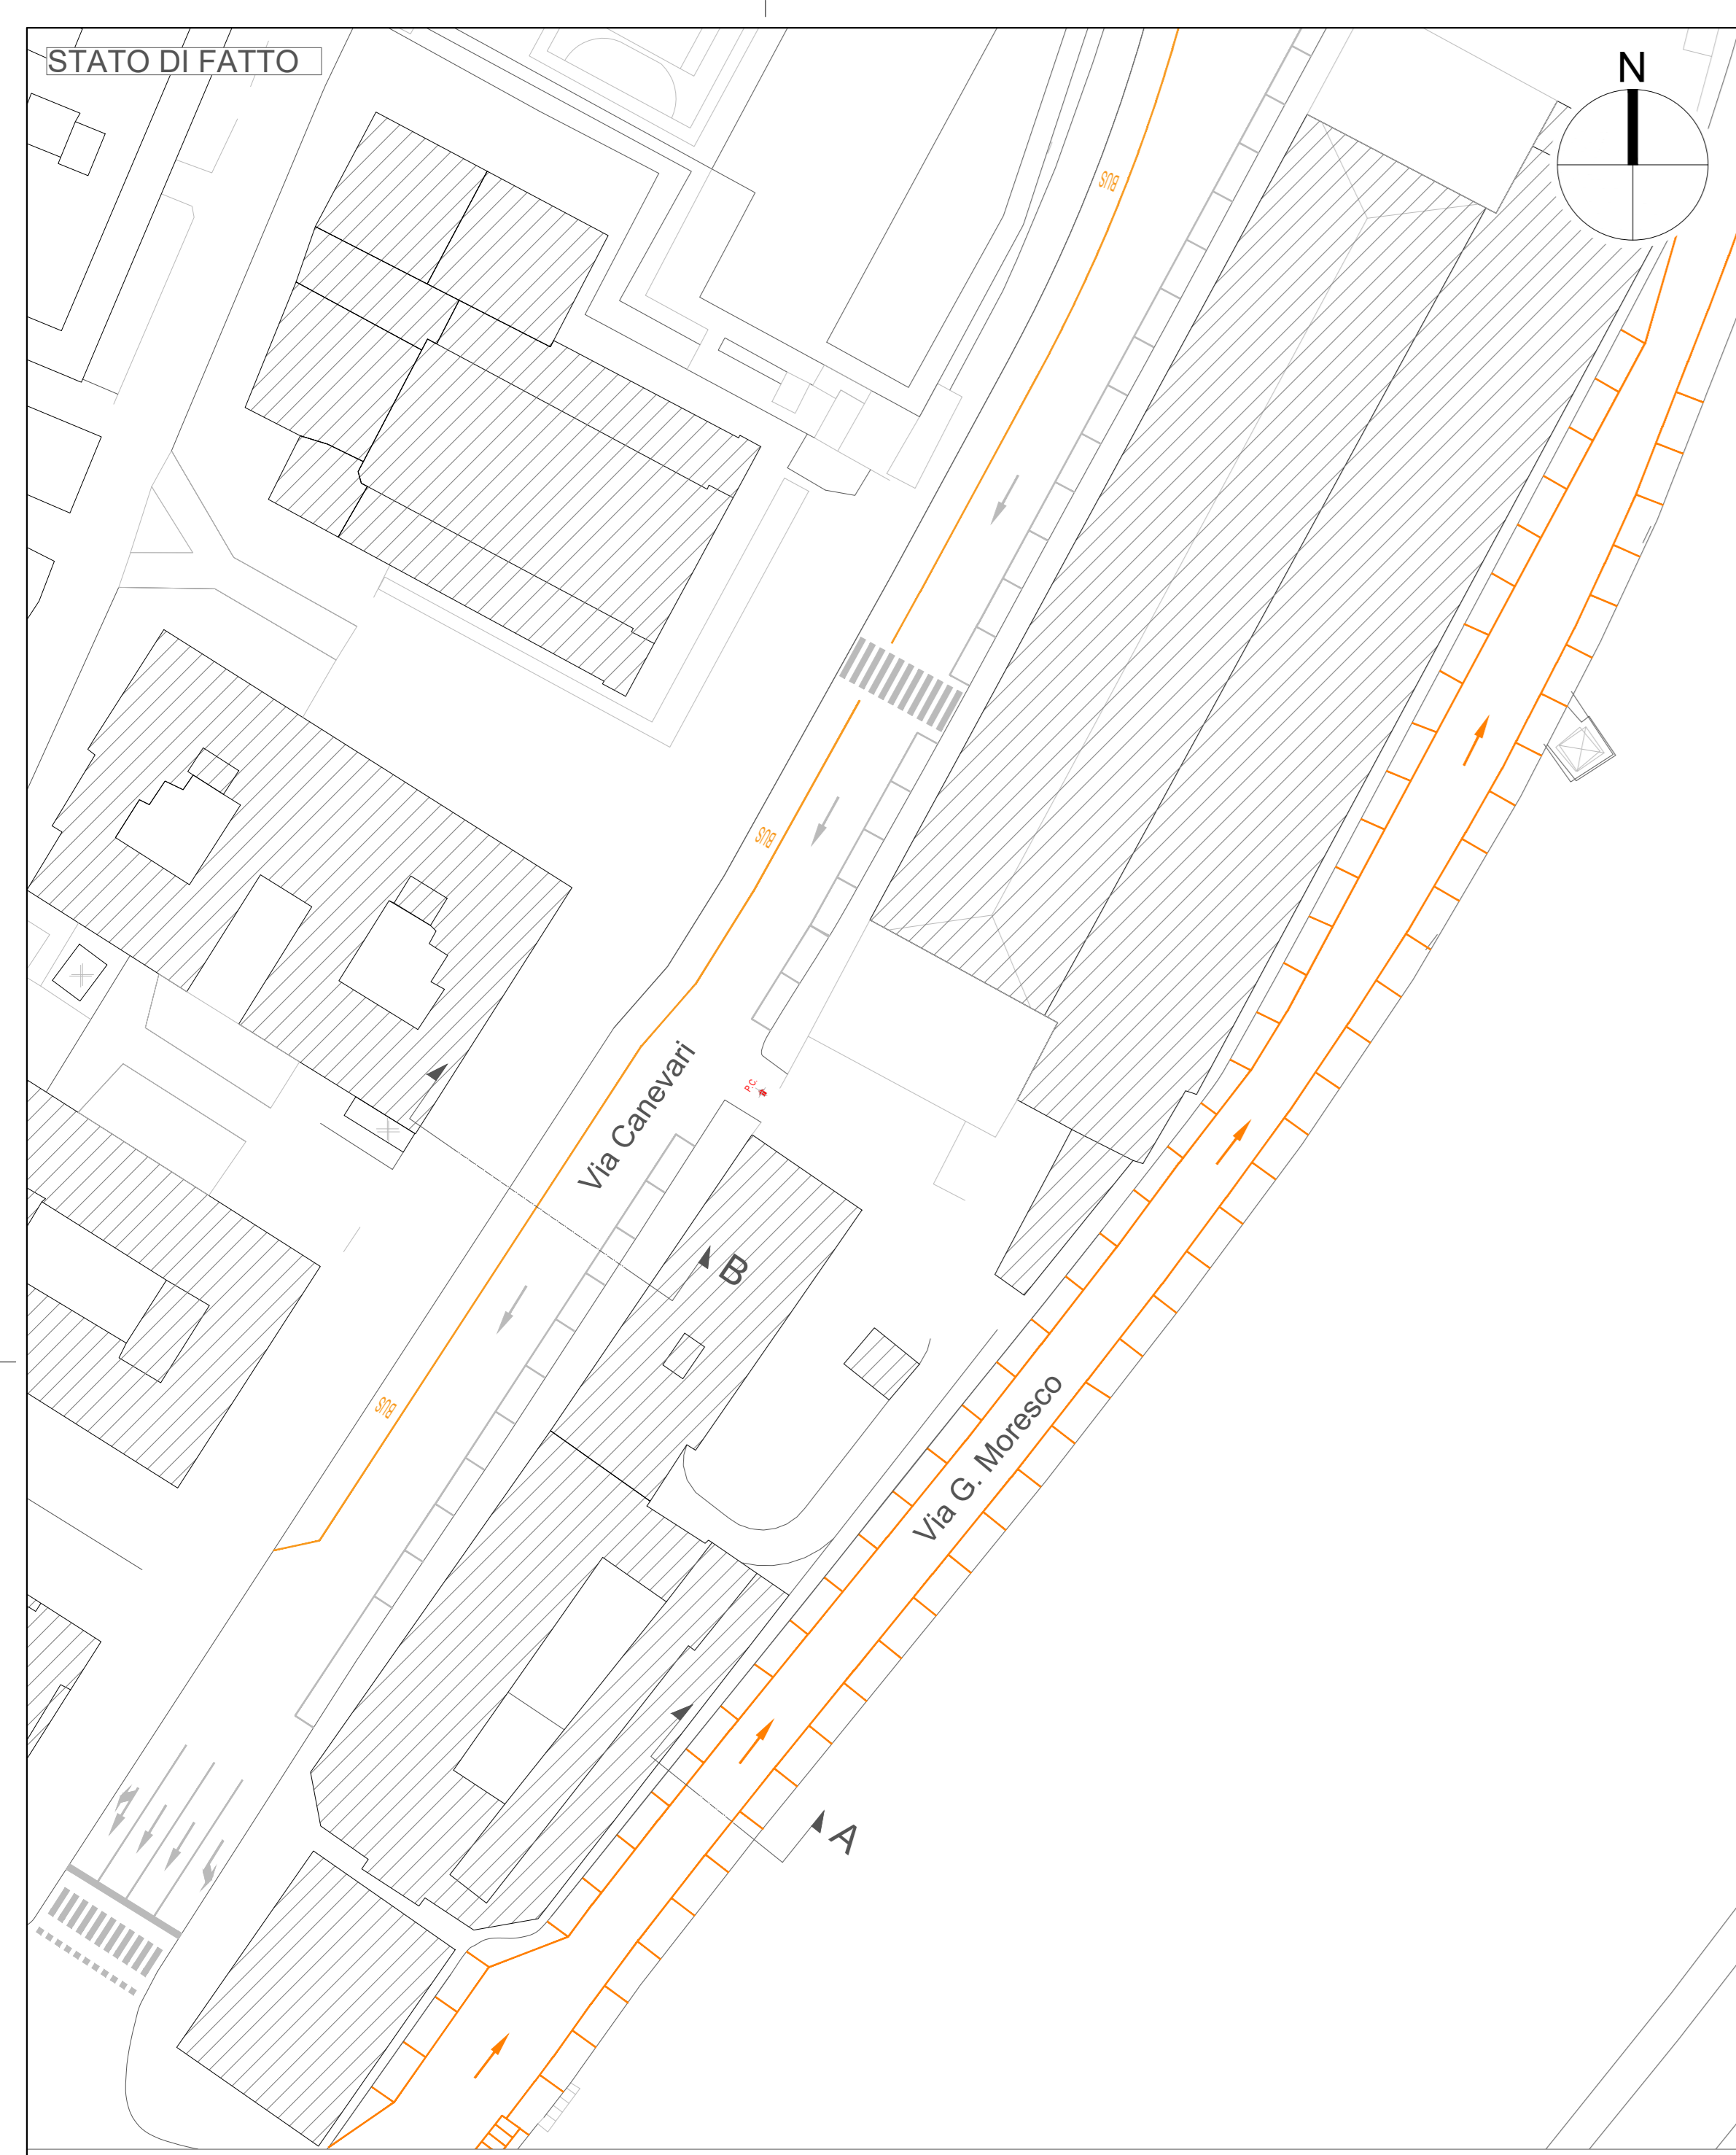 STATO DI FATTO
N
BUS
BUS
Via Canevari
P.C.
B
BUS
Via G. Moresco
A